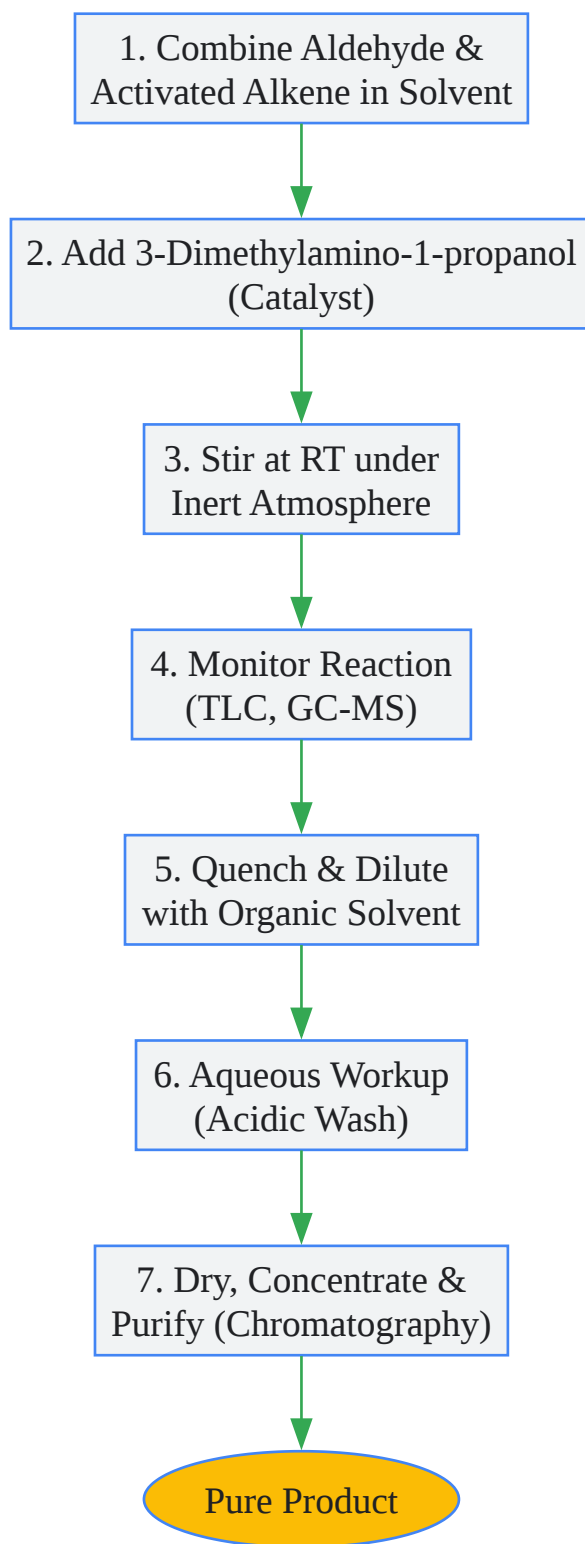 1. Combine Aldehyde &
Activated Alkene in Solvent
2. Add 3-Dimethylamino-1-propanol
(Catalyst)
3. Stir at RT under
Inert Atmosphere
4. Monitor Reaction
(TLC, GC-MS)
5. Quench & Dilute
with Organic Solvent
6. Aqueous Workup
(Acidic Wash)
7. Dry, Concentrate &
Purify (Chromatography)
Pure Product